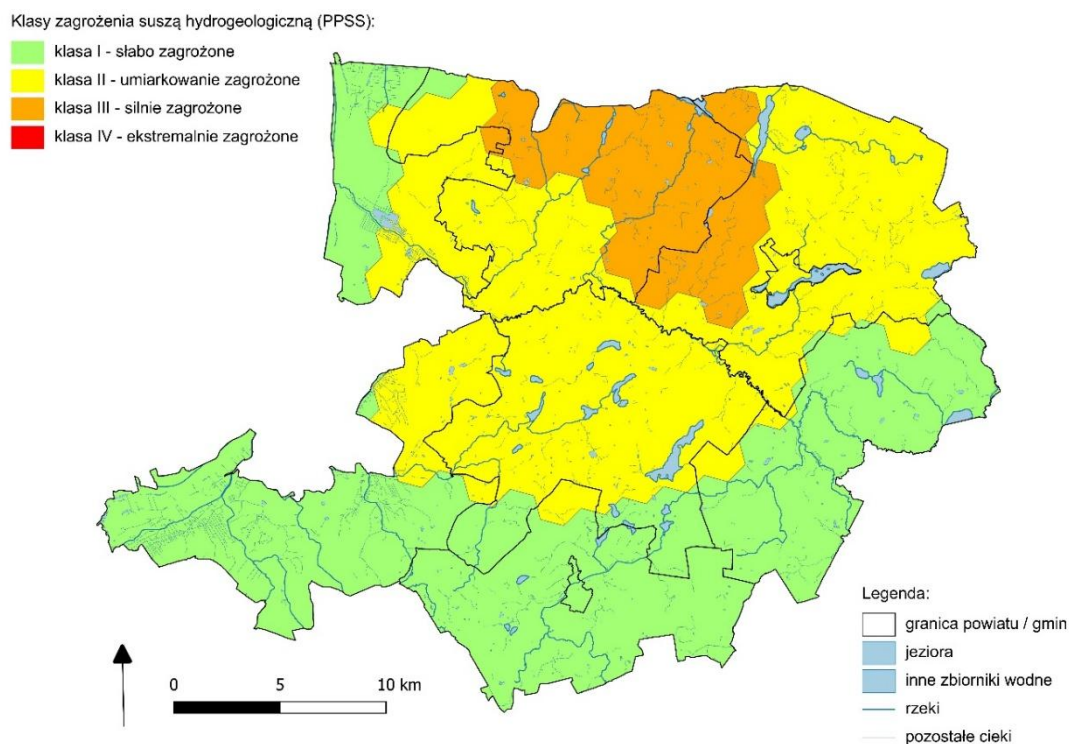 Klasy zagrożenia suszą hydrogeologiczną (PPSS):
klasa I - słabo zagrożone
klasa II - umiarkowanie zagrożone
klasa III - silnie zagrożone
klasa IV - ekstremalnie zagrożone
Legenda:
granica powiatu / gmin
jeziora
inne zbiorniki wodne
rzeki
pozostałe cieki
0 5 10 km